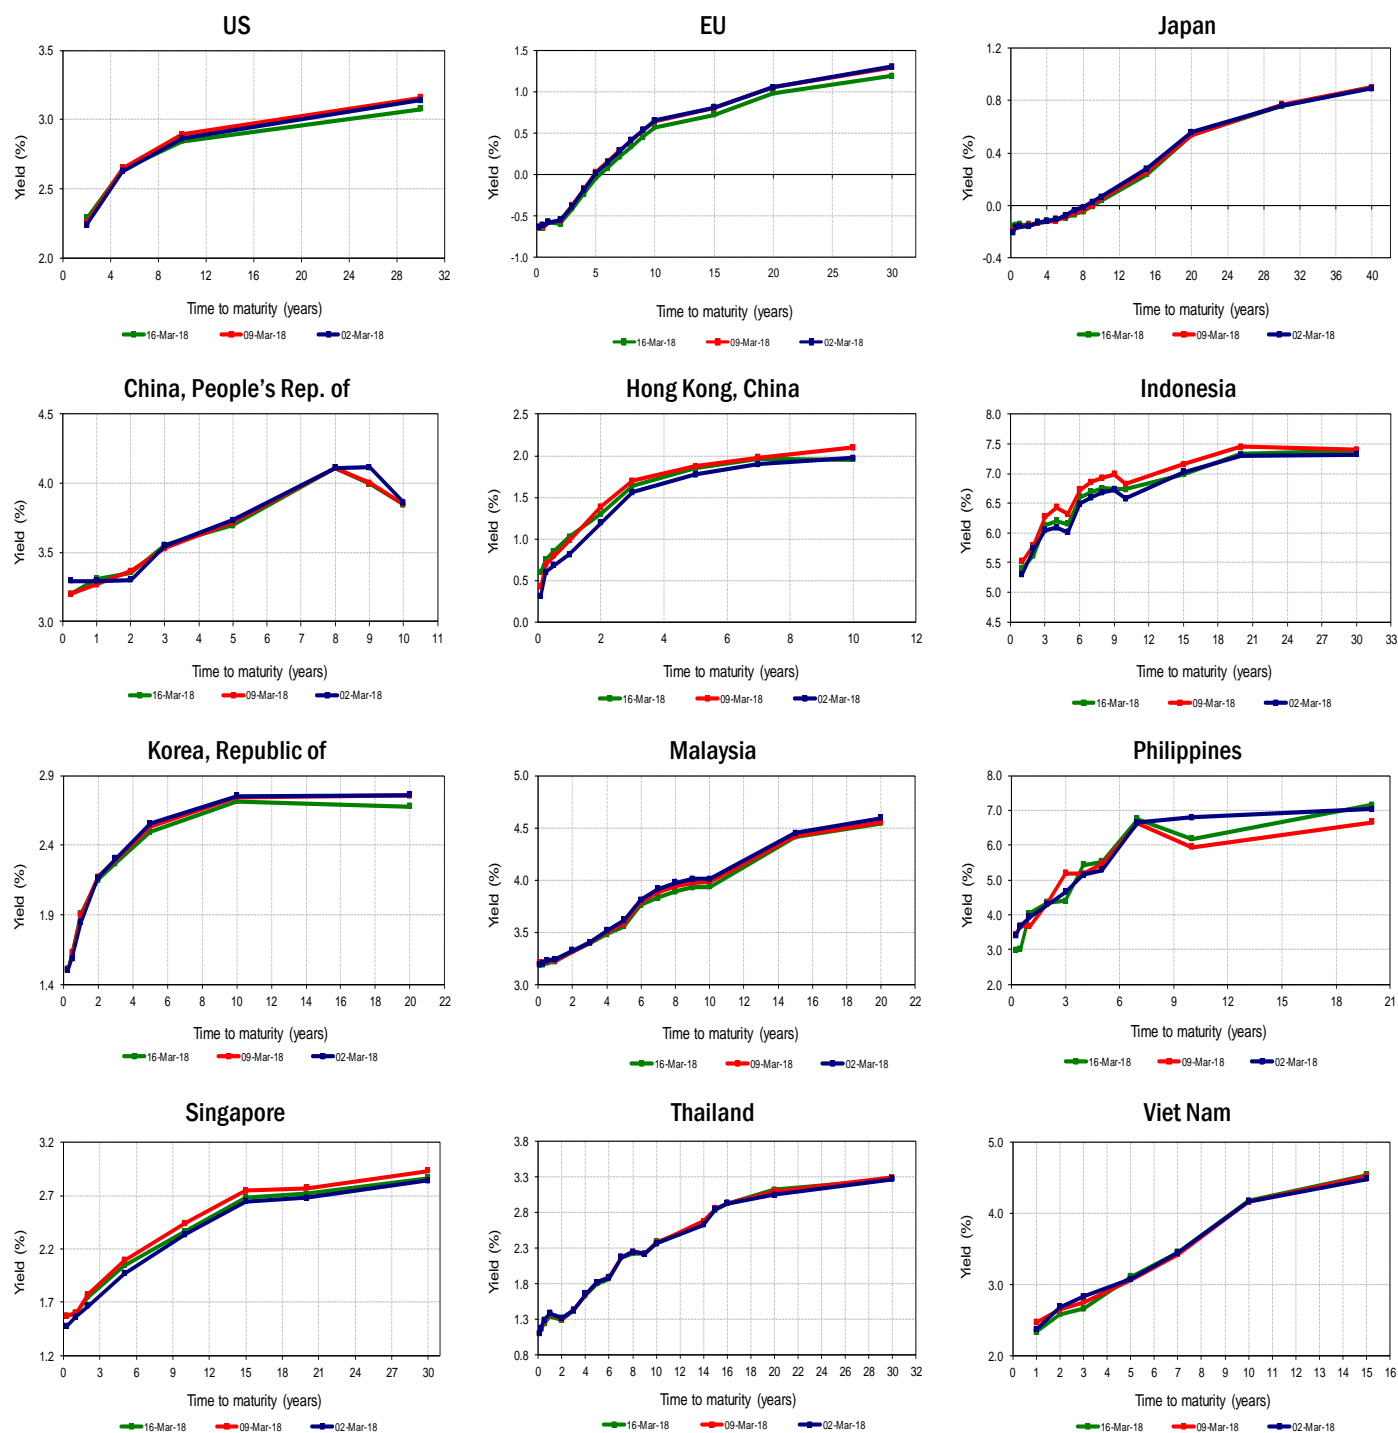 US
EU
Japan
3.5
3.0
2.5
2.0
Yield (%)
0 4 8 12 16 20 24 28 32
Time to maturity (years)
16-Mar-18 09-Mar-18 02-Mar-18
1.5
1.0
0.5
0.0
-0.5
-1.0
Yield (%)
0 5 10 15 20 25 30
Time to maturity (years)
16-Mar-18 09-Mar-18 02-Mar-18
1.2
0.8
0.4
0.0
-0.4
Yield (%)
0 4 8 12 16 20 24 28 32 36 40
Time to maturity (years)
16-Mar-18 09-Mar-18 02-Mar-18
China, People's Rep. of
Hong Kong, China
Indonesia
4.5
4.0
3.5
3.0
Yield (%)
0 1 2 3 4 5 6 7 8 9 10 11
Time to maturity (years)
16-Mar-18 09-Mar-18 02-Mar-18
2.5
2.0
1.5
1.0
0.5
0.0
Yield (%)
0 2 4 6 8 10 12
Time to maturity (years)
16-Mar-18 09-Mar-18 02-Mar-18
8.0
7.5
7.0
6.5
6.0
5.5
5.0
4.5
Yield (%)
0 3 6 9 12 15 18 21 24 27 30 33
Time to maturity (years)
16-Mar-18 09-Mar-18 02-Mar-18
Korea, Republic of
Malaysia
Philippines
2.9
2.4
1.9
1.4
Yield (%)
0 2 4 6 8 10 12 14 16 18 20 22
Time to maturity (years)
16-Mar-18 09-Mar-18 02-Mar-18
5.0
4.5
4.0
3.5
3.0
Yield (%)
0 2 4 6 8 10 12 14 16 18 20 22
Time to maturity (years)
16-Mar-18 09-Mar-18 02-Mar-18
8.0
7.0
6.0
5.0
4.0
3.0
2.0
Yield (%)
0 3 6 9 12 15 18 21
Time to maturity (years)
16-Mar-18 09-Mar-18 02-Mar-18
Singapore
Thailand
Viet Nam
3.2
2.7
2.2
1.7
1.2
Yield (%)
0 3 6 9 12 15 18 21 24 27 30
Time to maturity (years)
16-Mar-18 09-Mar-18 02-Mar-18
3.8
3.3
2.8
2.3
1.8
1.3
0.8
Yield (%)
0 2 4 6 8 10 12 14 16 18 20 22 24 26 28 30 32
Time to maturity (years)
16-Mar-18 09-Mar-18 02-Mar-18
5.0
4.0
3.0
2.0
Yield (%)
0 1 2 3 4 5 6 7 8 9 10 11 12 13 14 15 16
Time to maturity (years)
16-Mar-18 09-Mar-18 02-Mar-18